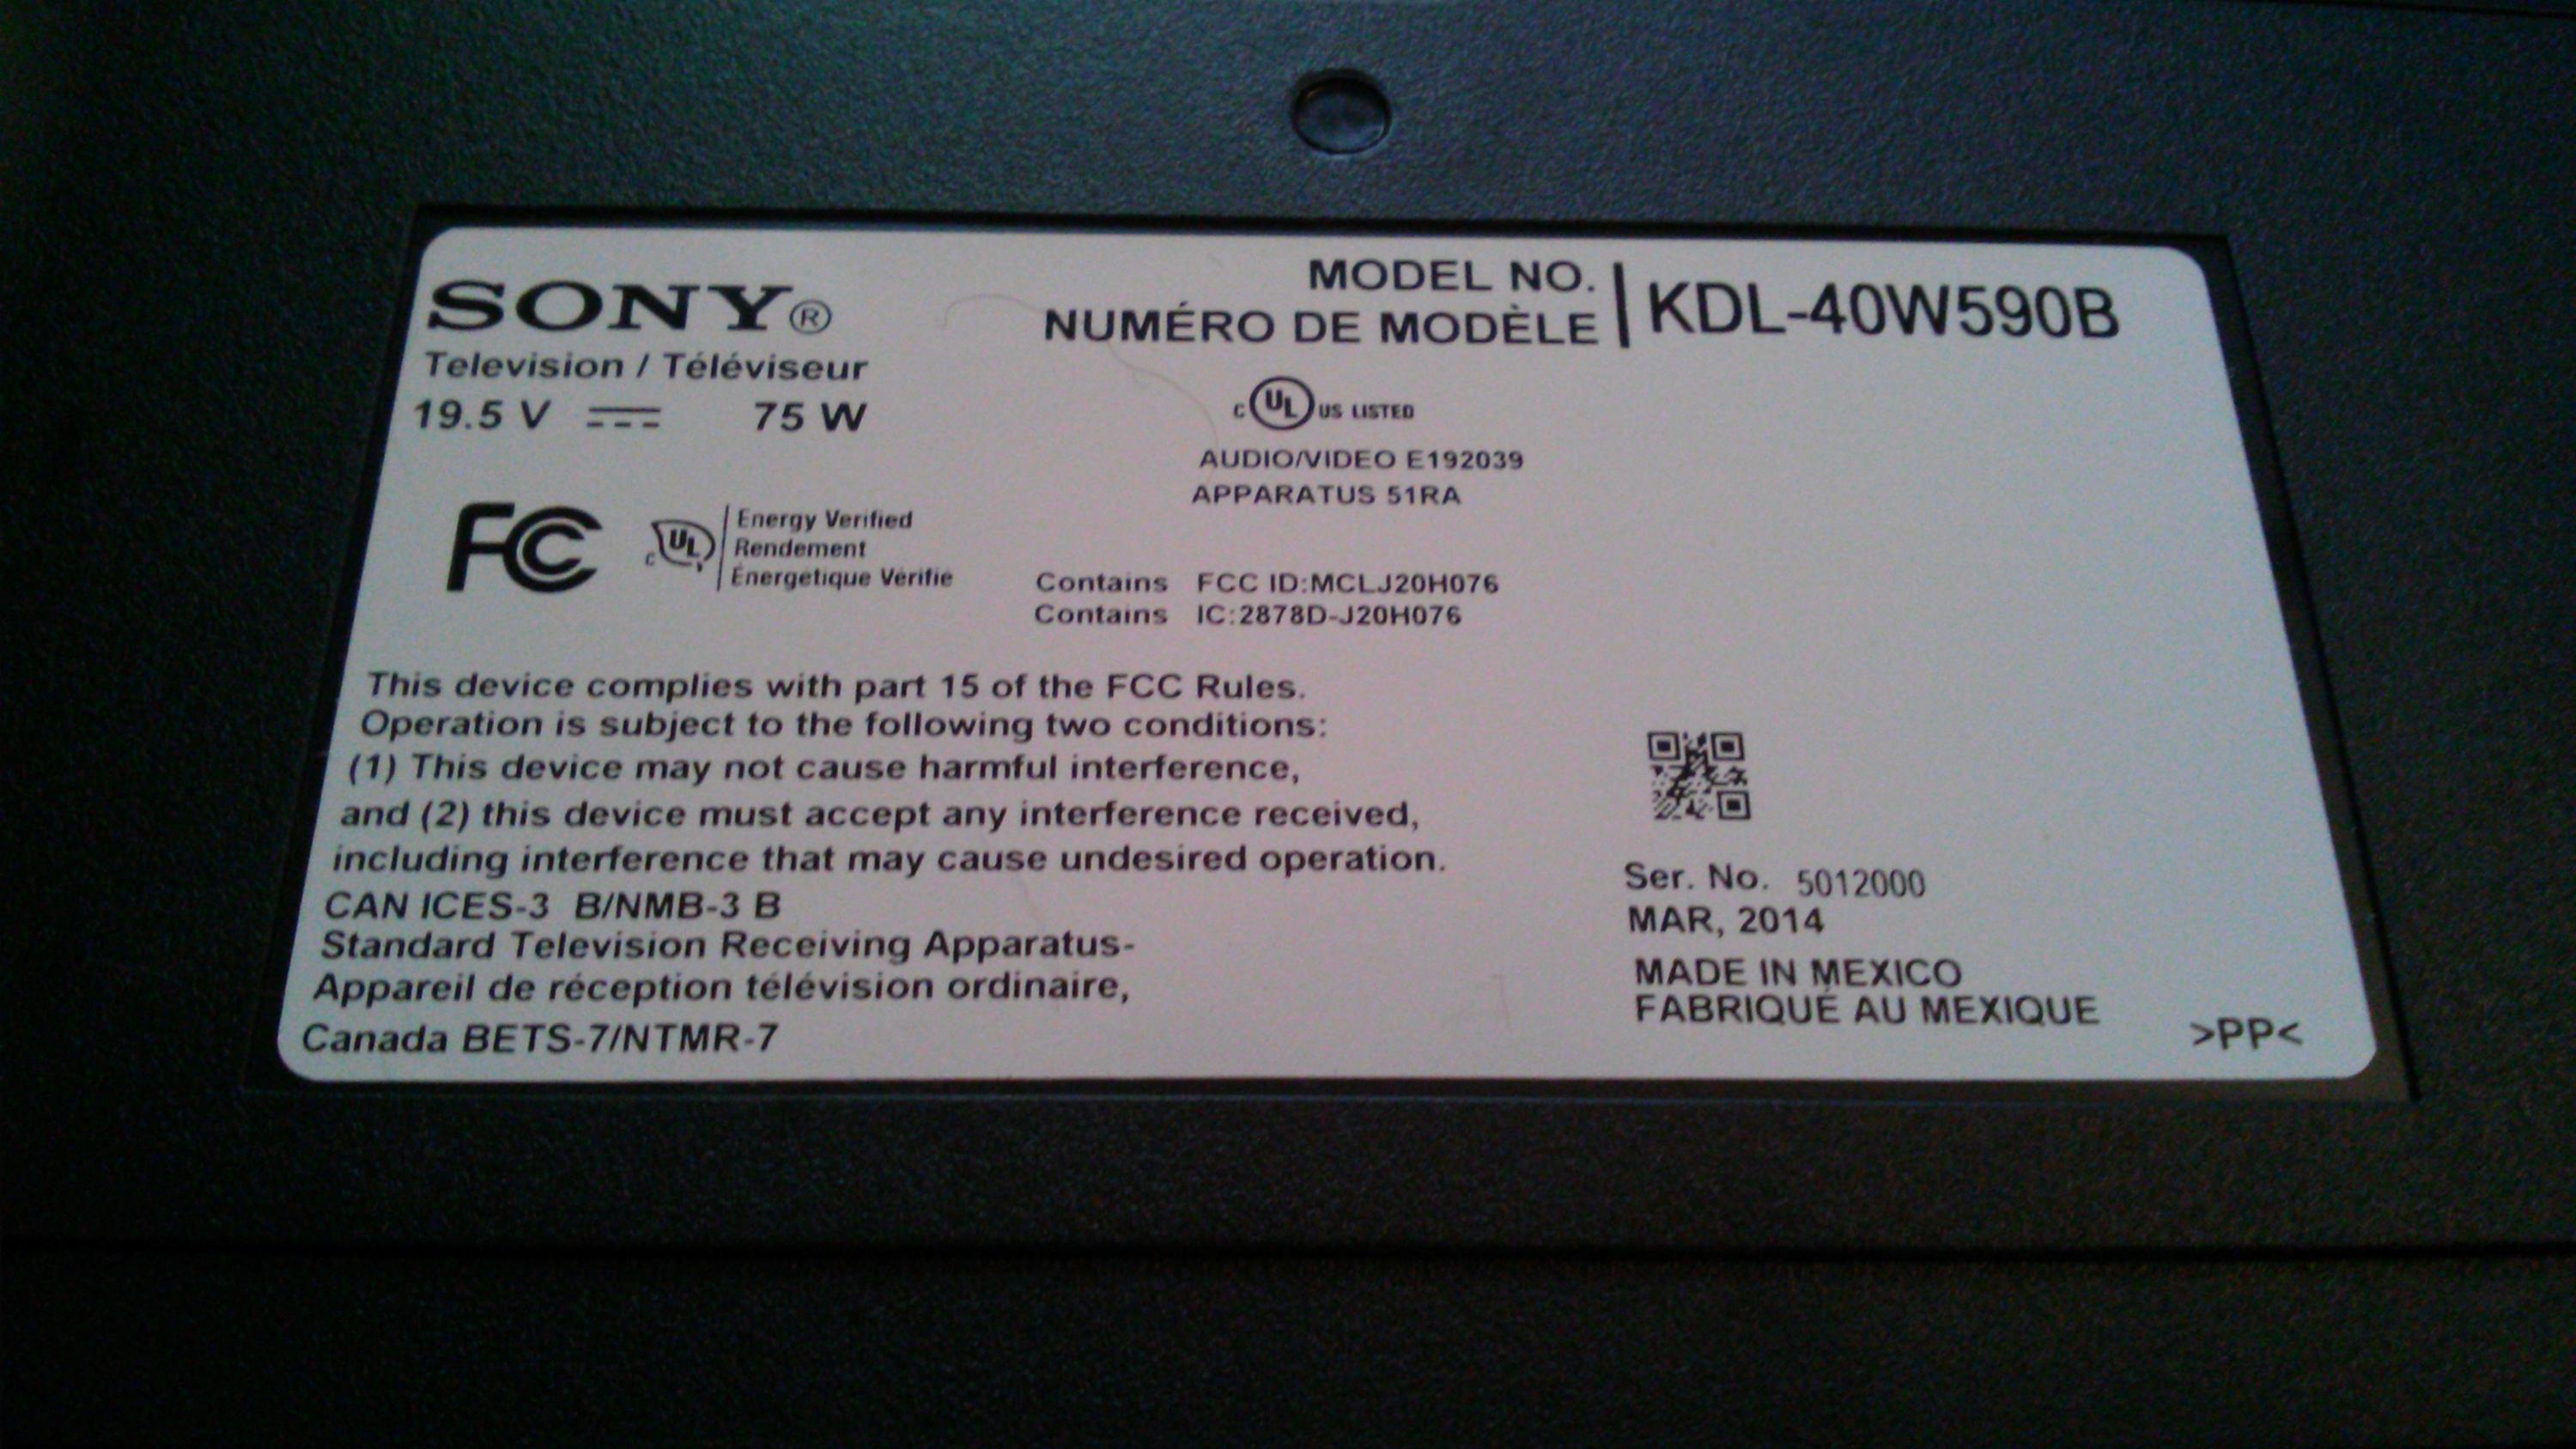 SONY®
Television / Téléviseur
19.5 V 75 W
MODEL NO.
NUMÉRO DE MODÈLE
KDL-40W590B
c UL US LISTED
AUDIO/VIDEO E192039
APPARATUS 51RA
FC
c UL
Energy Verified
Rendement
Énergétique Vérifié
Contains FCC ID:MCLJ20H076
Contains IC:2878D-J20H076
This device complies with part 15 of the FCC Rules.
Operation is subject to the following two conditions:
(1) This device may not cause harmful interference,
and (2) this device must accept any interference received,
including interference that may cause undesired operation.
CAN ICES-3 B/NMB-3 B
Standard Television Receiving Apparatus-
Appareil de réception télévision ordinaire,
Canada BETS-7/NTMR-7
Ser. No. 5012000
MAR, 2014
MADE IN MEXICO
FABRIQUÉ AU MEXIQUE
>PP<